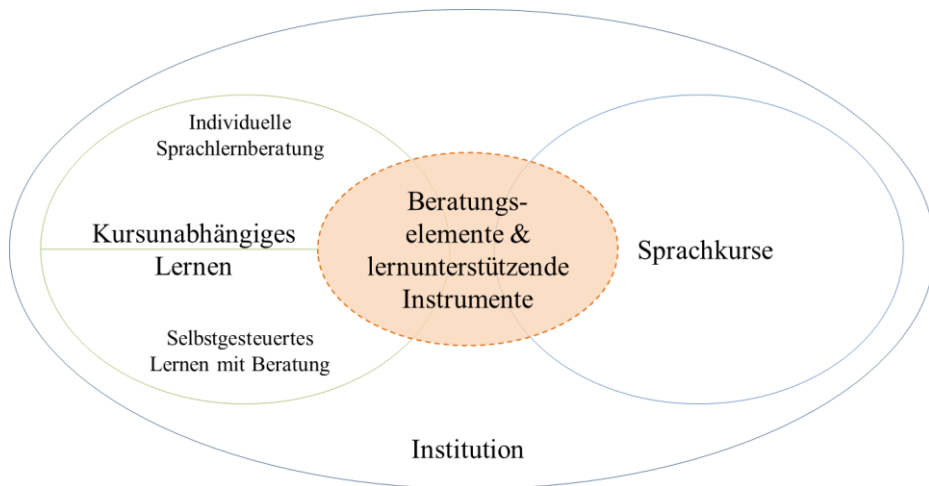 Individuelle
Sprachlernberatung
Kursunabhängiges
Lernen
Selbstgesteuertes
Lernen mit Beratung
Beratungs-
elemente &
lernunterstützende
Instrumente
Sprachkurse
Institution